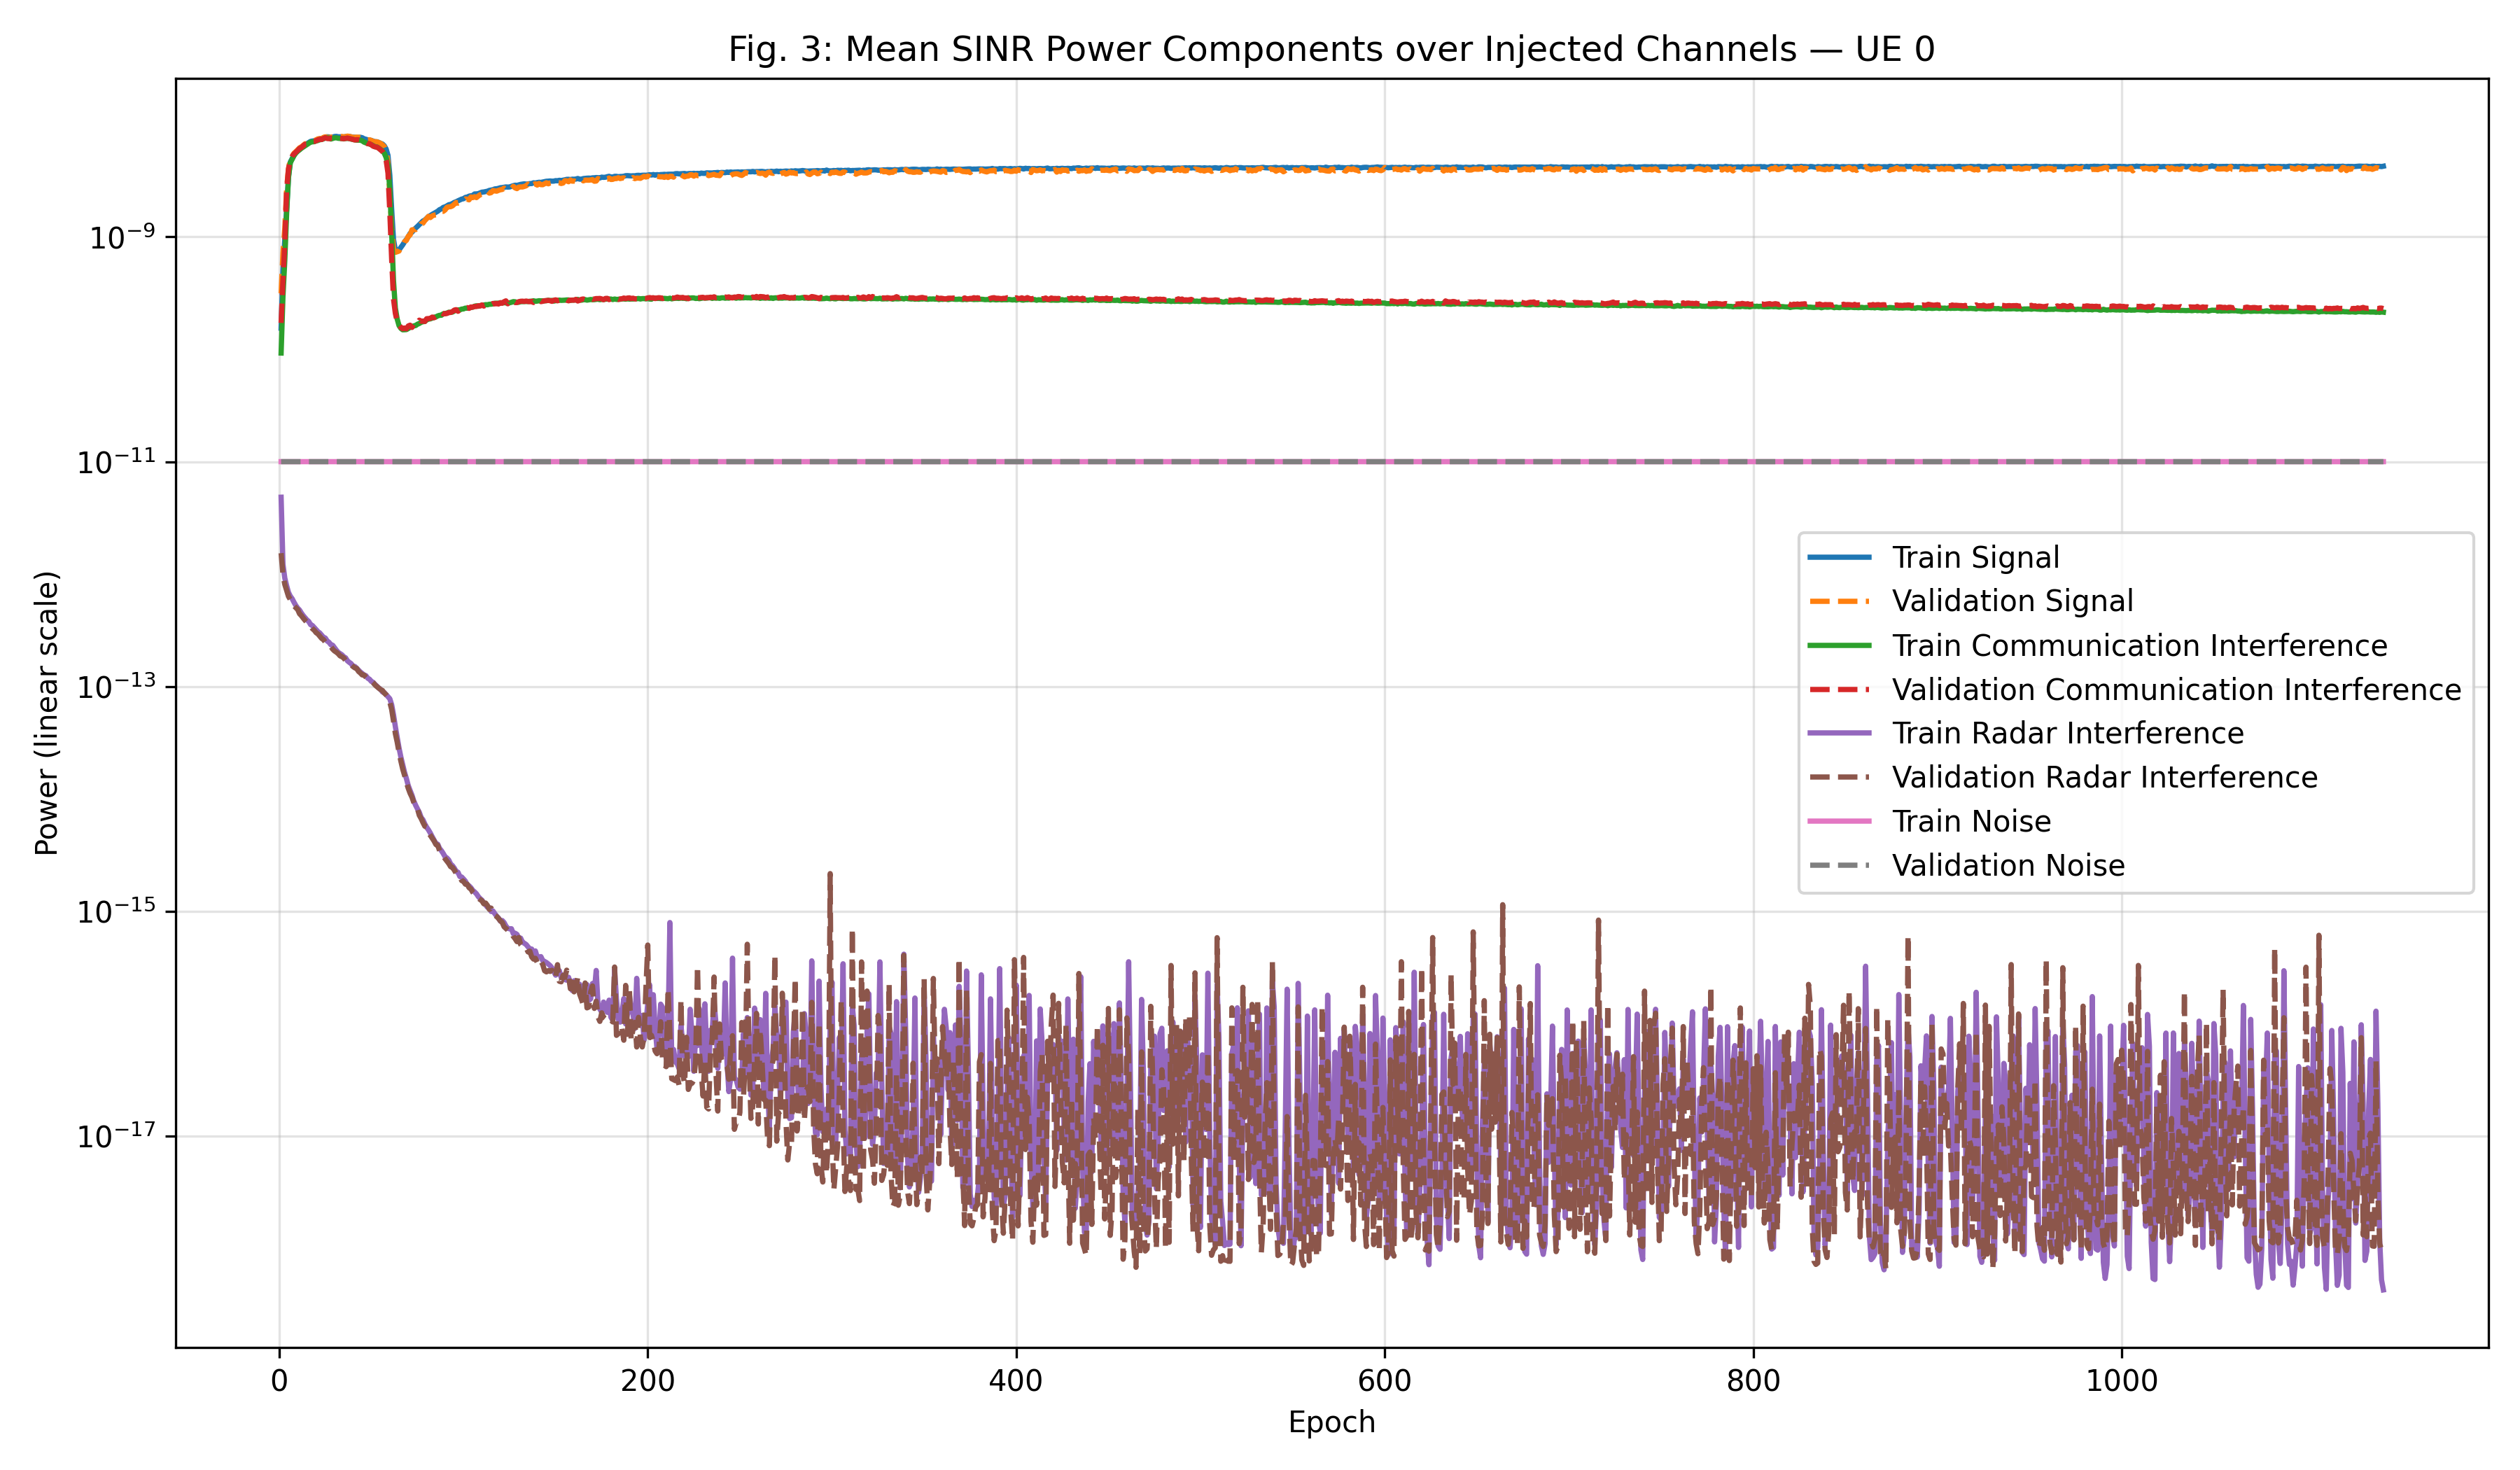 Fig. 3: Mean SINR Power Components over Injected Channels — UE 0
Power (linear scale)
10⁻⁹
10⁻¹¹
10⁻¹³
10⁻¹⁵
10⁻¹⁷
Train Signal
Validation Signal
Train Communication Interference
Validation Communication Interference
Train Radar Interference
Validation Radar Interference
Train Noise
Validation Noise
0 200 400 600 800 1000
Epoch